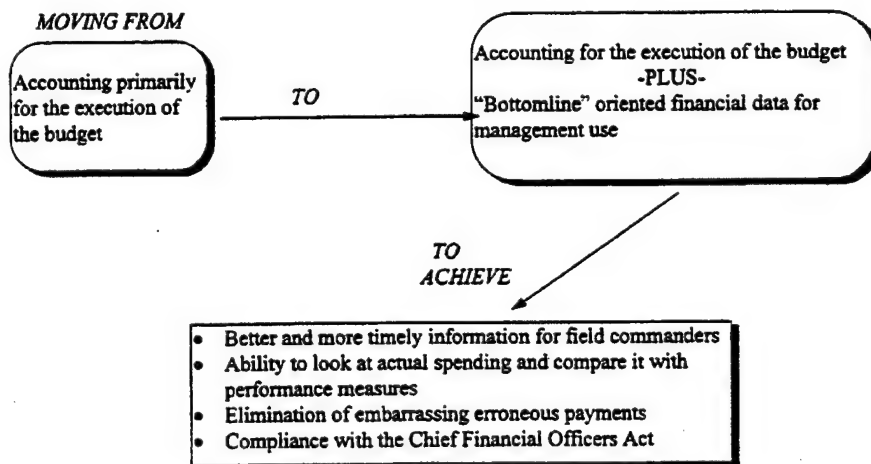 MOVING FROM
Accounting primarily
for the execution of
the budget
TO
Accounting for the execution of the budget
-PLUS-
“Bottomline” oriented financial data for
management use
TO
ACHIEVE
• Better and more timely information for field commanders
• Ability to look at actual spending and compare it with
performance measures
• Elimination of embarrassing erroneous payments
• Compliance with the Chief Financial Officers Act